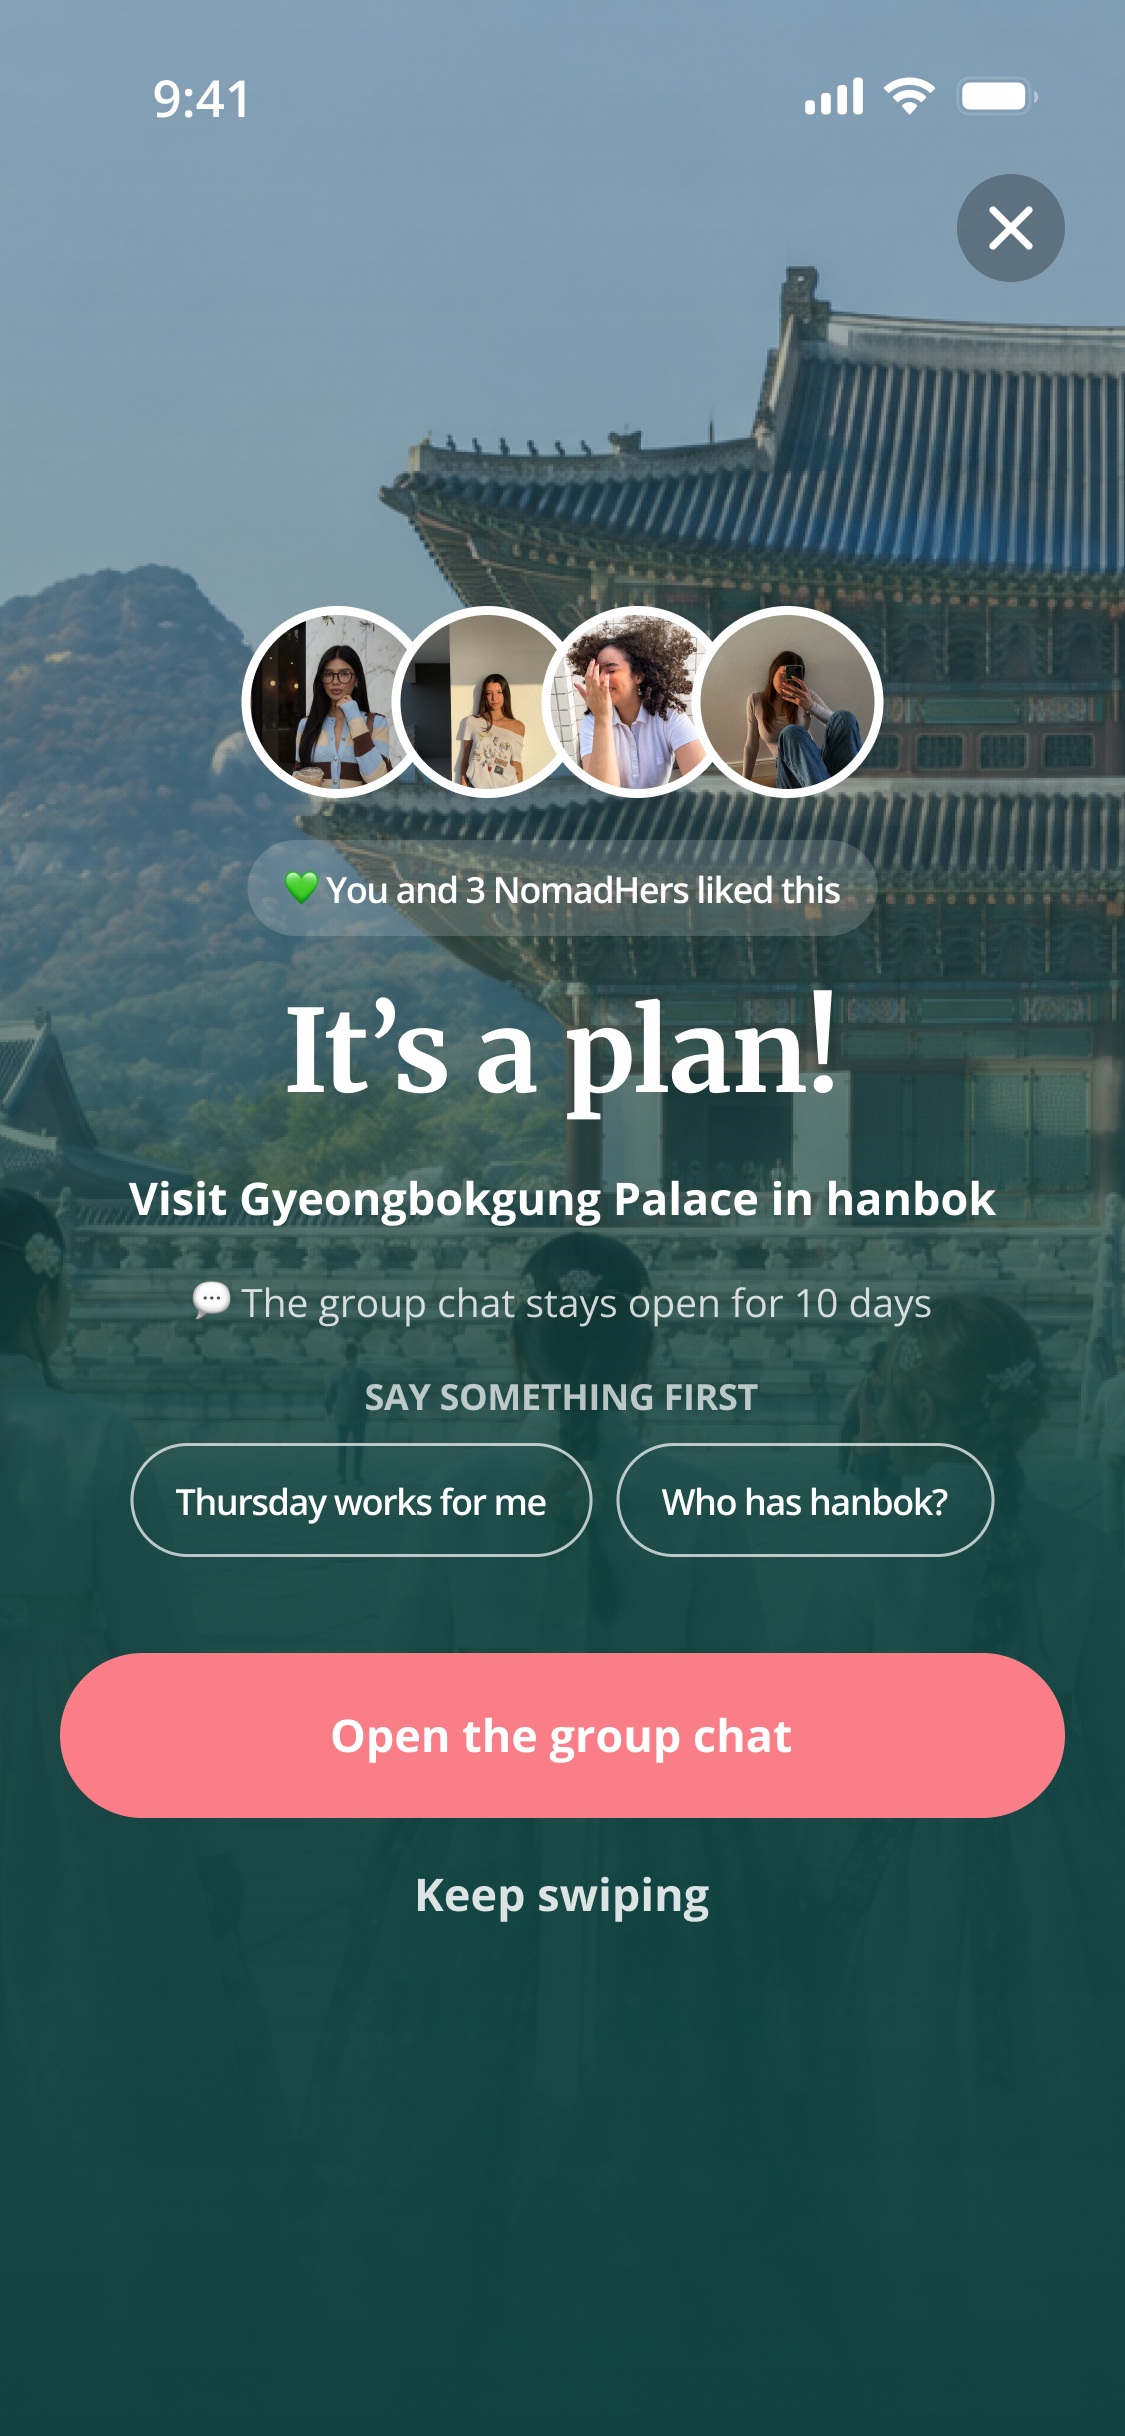 9:41
💚 You and 3 NomadHers liked this
It’s a plan!
Visit Gyeongbokgung Palace in hanbok
💬 The group chat stays open for 10 days
SAY SOMETHING FIRST
Thursday works for me
Who has hanbok?
Open the group chat
Keep swiping